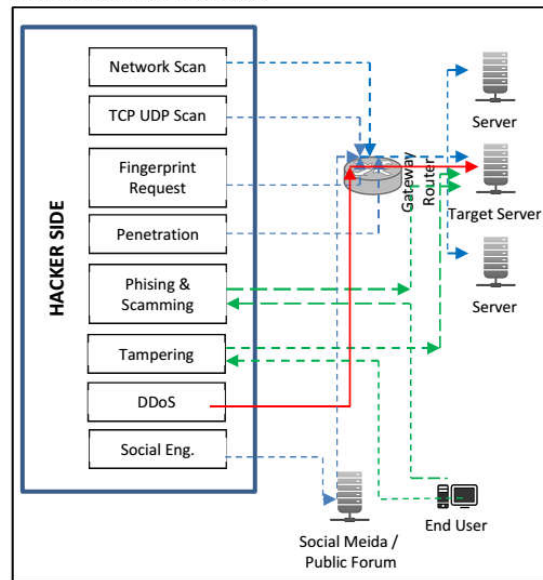 HACKER SIDE
Network Scan
TCP UDP Scan
Fingerprint
Request
Penetration
Phising &
Scamming
Tampering
DDoS
Social Eng.
Gateway
Router
Server
Target Server
Server
Social Meida /
Public Forum
End User